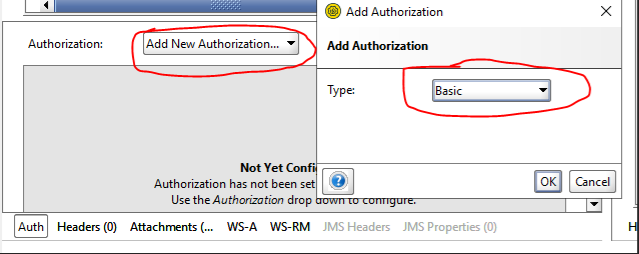 Add Authorization
Authorization:
Add New Authorization...
Add Authorization
Type:
Basic
Not Yet Confi
Authorization has not been set
Use the Authorization drop down to configure.
OK
Cancel
Auth
Headers (0)
Attachments (...
WS-A
WS-RM
JMS Headers
JMS Properties (0)
H